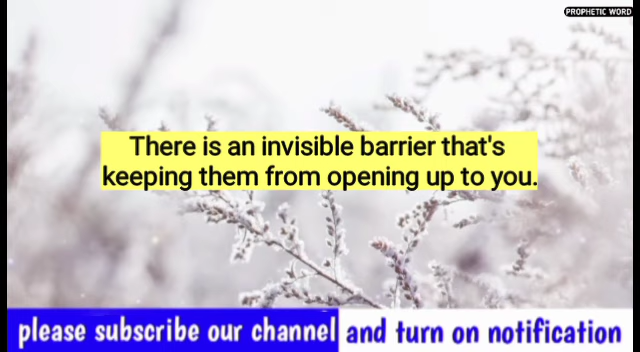 PROPHETIC WORD
There is an invisible barrier that's
keeping them from opening up to you.
please subscribe our channel and turn on notification